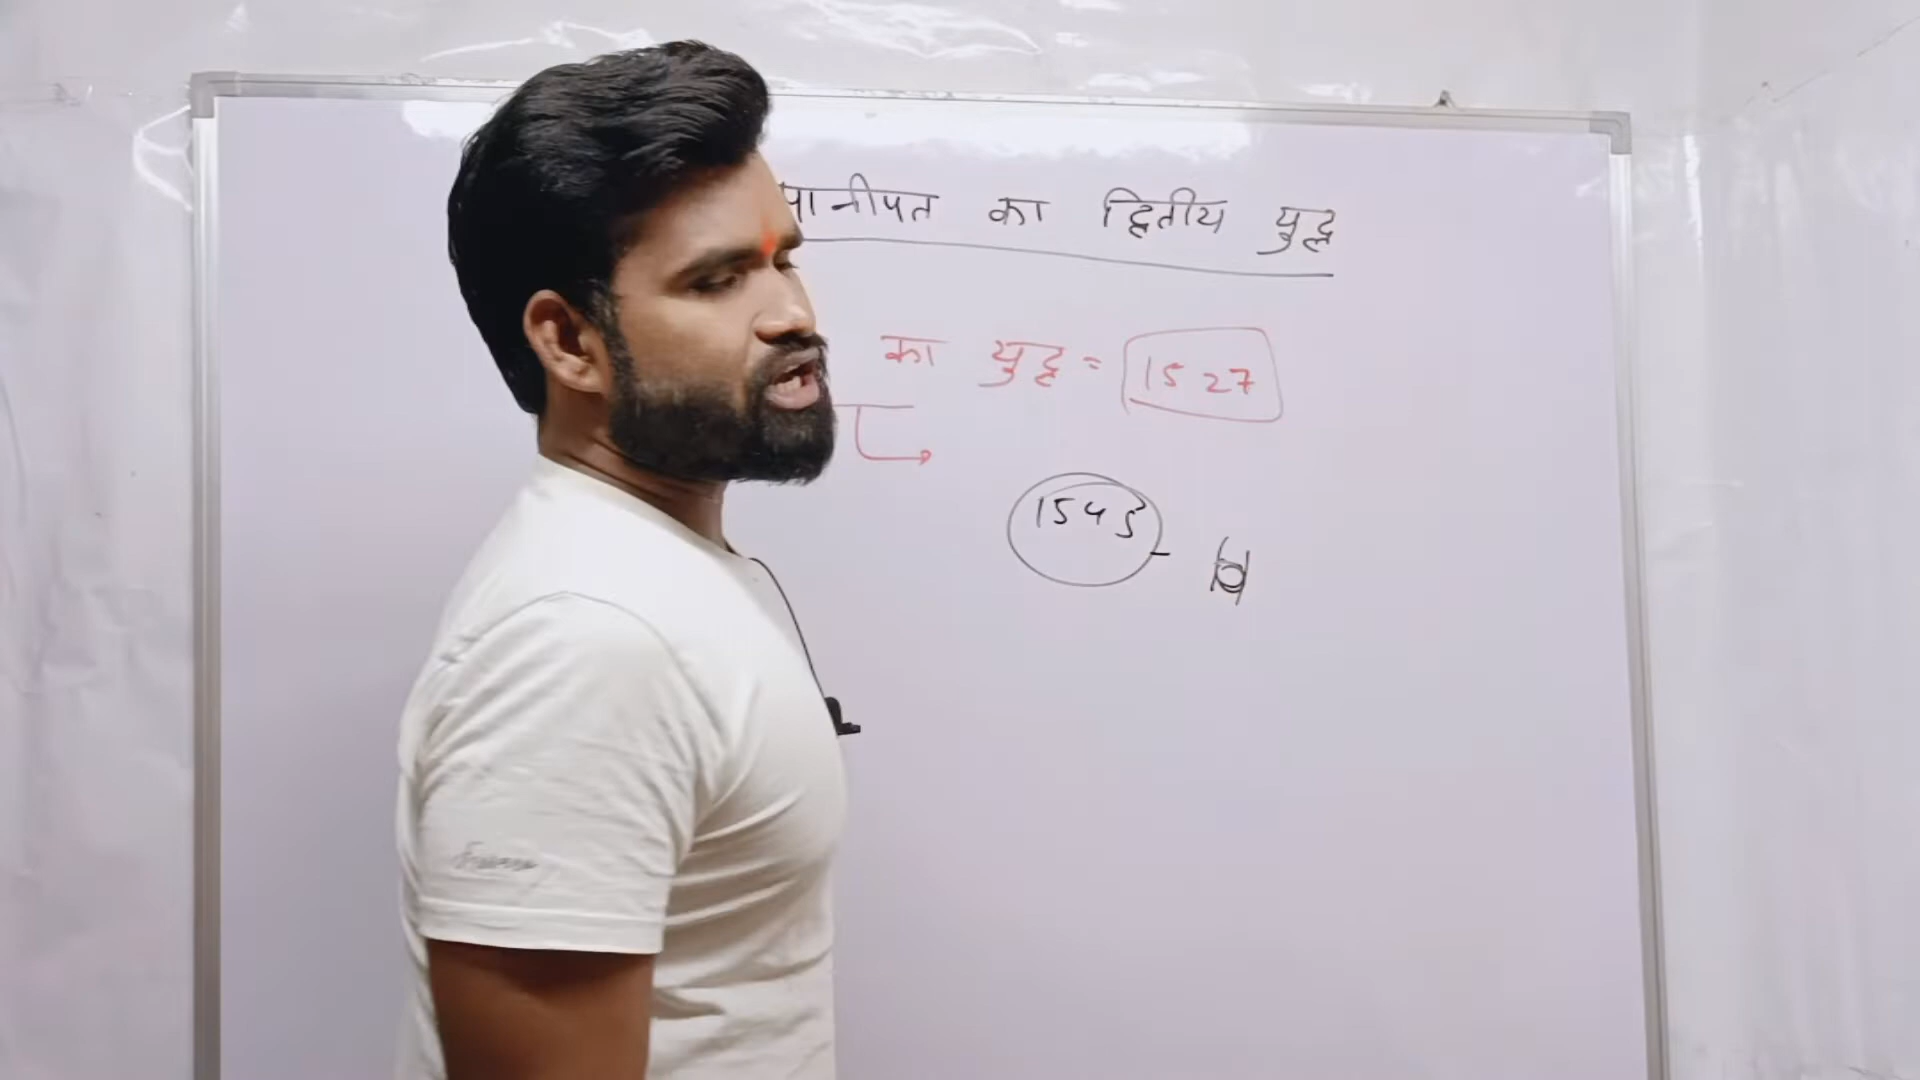 पानीपत का द्वितीय युद्ध
का युद्ध = 1527
1545 -